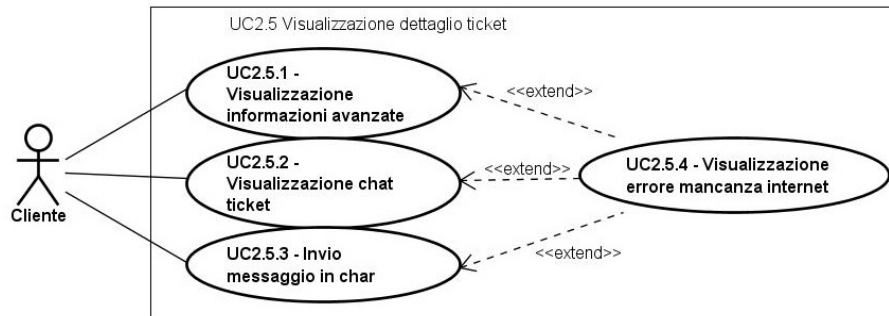 UC2.5 Visualizzazione dettaglio ticket
UC2.5.1 -
Visualizzazione
informazioni avanzate
<<extend>>
UC2.5.2 -
Visualizzazione chat
ticket
<<extend>>
UC2.5.4 - Visualizzazione
errore mancanza internet
Cliente
UC2.5.3 - Invio
messaggio in char
<<extend>>